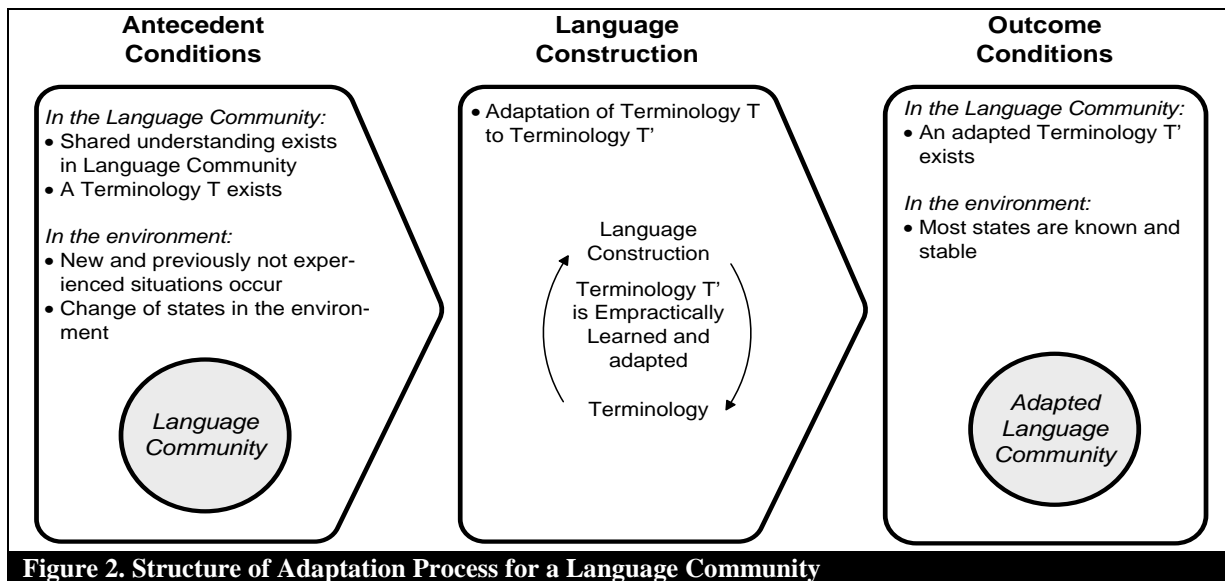 Antecedent
Conditions
In the Language Community:
• Shared understanding exists
in Language Community
• A Terminology T exists
In the environment:
• New and previously not exper-
ienced situations occur
• Change of states in the environ-
ment
Language
Community
Language
Construction
• Adaptation of Terminology T
to Terminology T’
Language
Construction
Terminology T’
is Empractically
Learned and
adapted
Terminology
Outcome
Conditions
In the Language Community:
• An adapted Terminology T’
exists
In the environment:
• Most states are known and
stable
Adapted
Language
Community
Figure 2. Structure of Adaptation Process for a Language Community